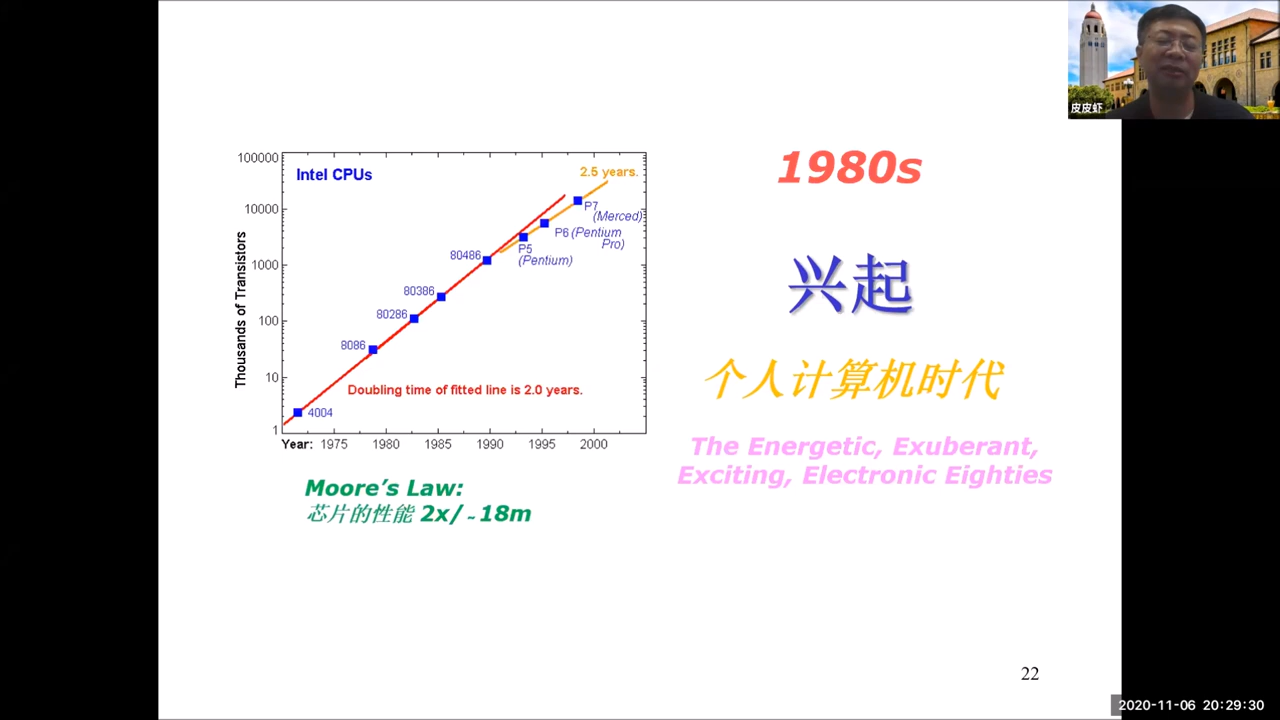 皮皮虾
1980s
兴起
个人计算机时代
The Energetic, Exuberant,
Exciting, Electronic Eighties
Intel CPUs
Thousands of Transistors
100000
10000
1000
100
10
1
2.5 years.
P7
(Merced)
P6 (Pentium
Pro)
P5
(Pentium)
80486
80386
80286
8086
4004
Doubling time of fitted line is 2.0 years.
Year: 1975 1980 1985 1990 1995 2000
Moore's Law:
芯片的性能 2x/~18m
22
2020-11-06 20:29:30